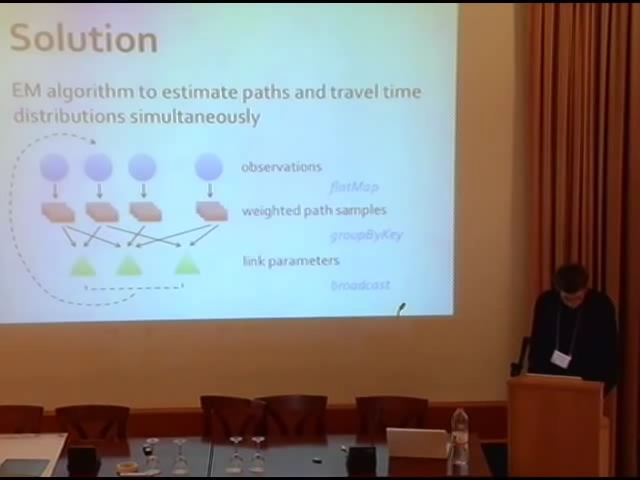 Solution
EM algorithm to estimate paths and travel time
distributions simultaneously
observations
flatMap
weighted path samples
groupByKey
link parameters
broadcast